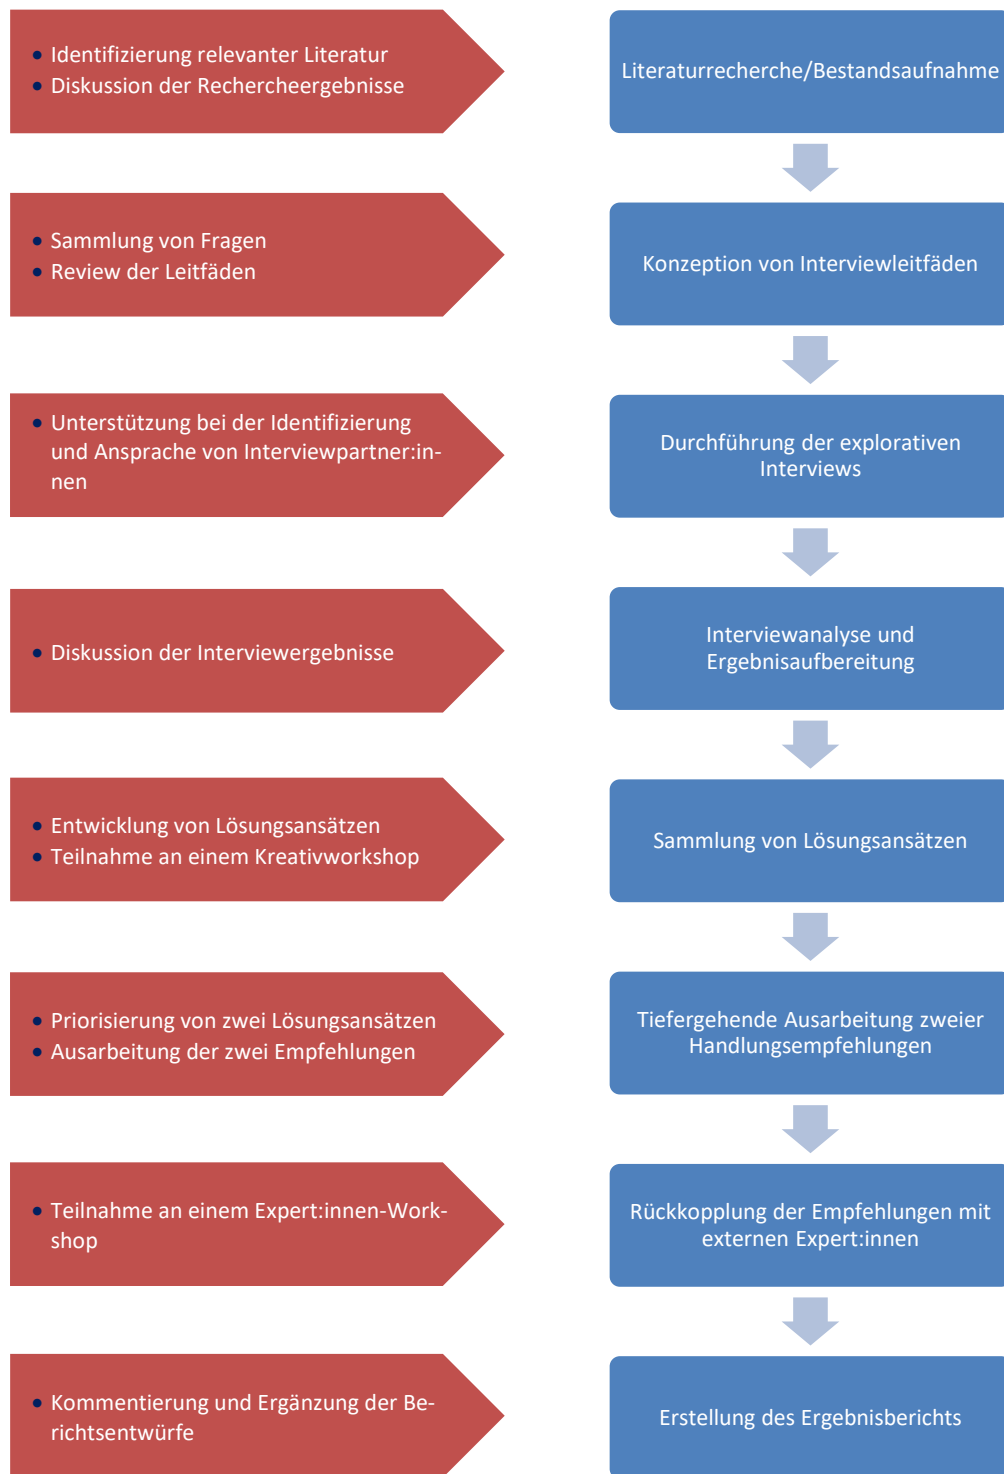 • Identifizierung relevanter Literatur
• Diskussion der Rechercheergebnisse
Literaturrecherche/Bestandsaufnahme
• Sammlung von Fragen
• Review der Leitfäden
Konzeption von Interviewleitfäden
• Unterstützung bei der Identifizierung
und Ansprache von Interviewpartner:in-
nen
Durchführung der explorativen
Interviews
• Diskussion der Interviewergebnisse
Interviewanalyse und
Ergebnisaufbereitung
• Entwicklung von Lösungsansätzen
• Teilnahme an einem Kreativworkshop
Sammlung von Lösungsansätzen
• Priorisierung von zwei Lösungsansätzen
• Ausarbeitung der zwei Empfehlungen
Tiefergehende Ausarbeitung zweier
Handlungsempfehlungen
• Teilnahme an einem Expert:innen-Work-
shop
Rückkopplung der Empfehlungen mit
externen Expert:innen
• Kommentierung und Ergänzung der Be-
richtsentwürfe
Erstellung des Ergebnisberichts